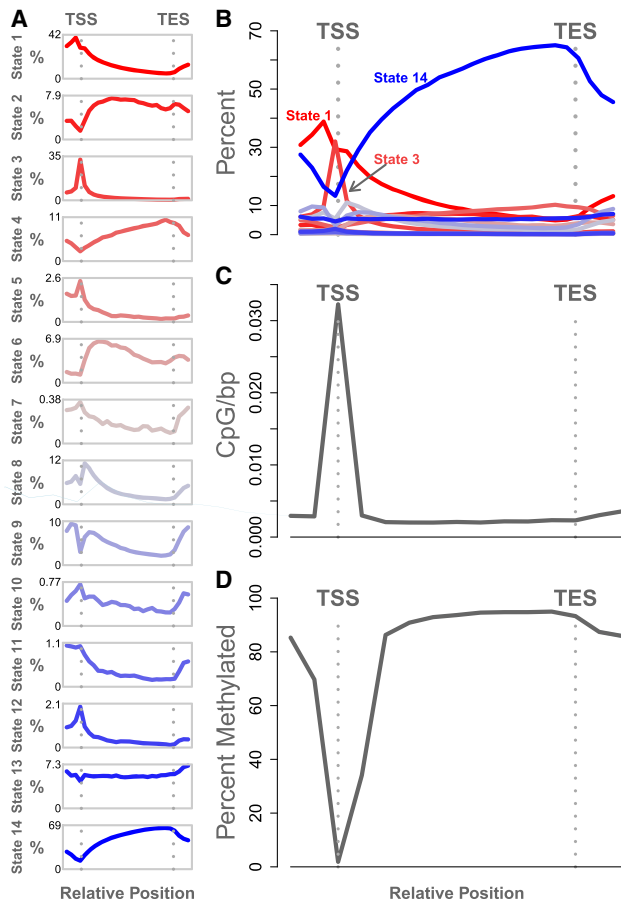 A
TSS TES
State 1 % 42 0
State 2 % 7.9 0
State 3 % 35 0
State 4 % 11 0
State 5 % 2.6 0
State 6 % 6.9 0
State 7 % 0.38 0
State 8 % 12 0
State 9 % 10 0
State 10 % 0.77 0
State 11 % 1.1 0
State 12 % 2.1 0
State 13 % 7.3 0
State 14 % 69 0
Relative Position
B
TSS TES
Percent
70
50
30
10
0
State 14
State 1
State 3
C
TSS TES
CpG/bp
0.030
0.020
0.010
0.000
D
TSS TES
Percent Methylated
100
80
60
40
20
0
Relative Position